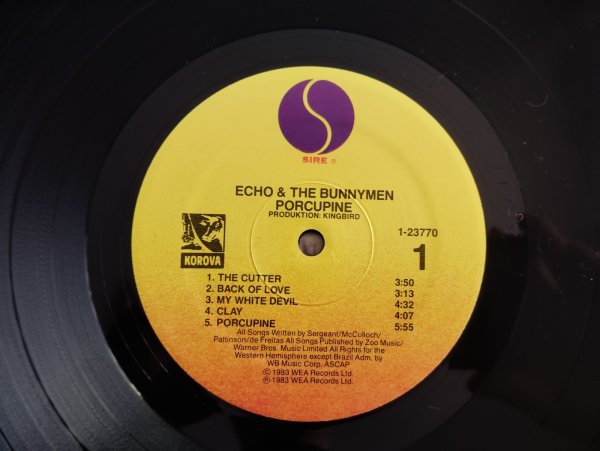 SIRE ®
ECHO & THE BUNNYMEN
PORCUPINE
PRODUKTION: KINGBIRD
1-23770
1
KOROVA
1. THE CUTTER 3:50
2. BACK OF LOVE 3:13
3. MY WHITE DEVIL 4:32
4. CLAY 4:07
5. PORCUPINE 5:55
All Songs Written by Sergeant/McCulloch/
Pattinson/de Freitas All Songs Published by Zoo Music/
Warner Bros. Music Limited All Rights for the
Western Hemisphere except Brazil Adm. by
WB Music Corp. ASCAP
© 1983 WEA Records Ltd.
℗ 1983 WEA Records Ltd.